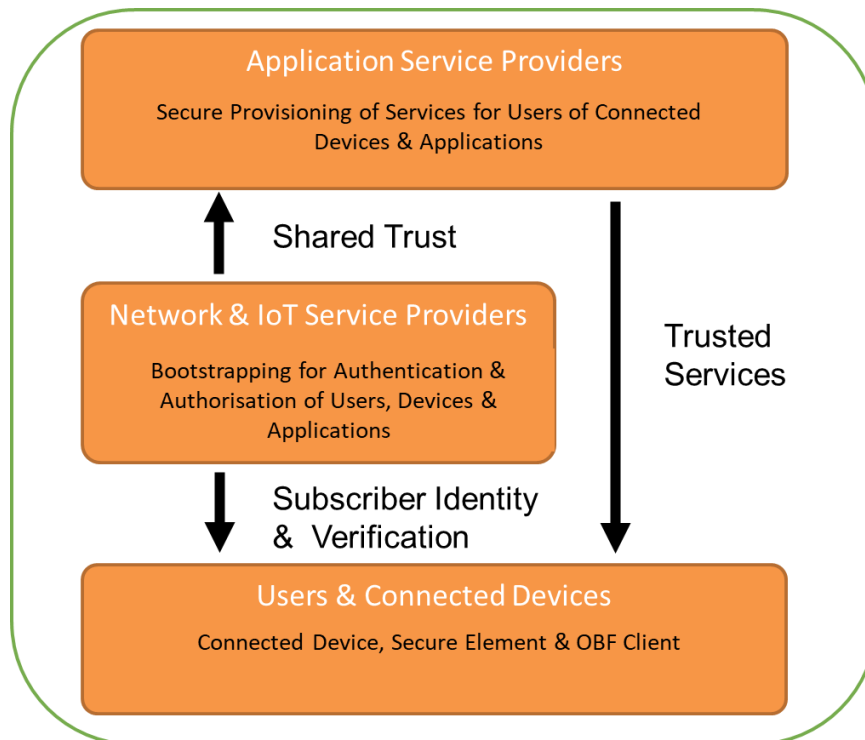 Application Service Providers
Secure Provisioning of Services for Users of Connected
Devices & Applications
Shared Trust
Network & IoT Service Providers
Bootstrapping for Authentication &
Authorisation of Users, Devices &
Applications
Trusted
Services
Subscriber Identity
& Verification
Users & Connected Devices
Connected Device, Secure Element & OBF Client